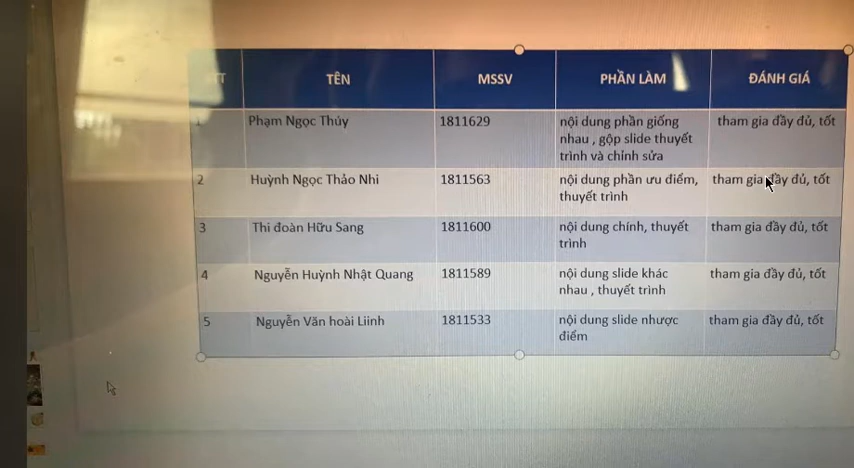 TÊN MSSV PHẦN LÀM ĐÁNH GIÁ
1 Phạm Ngọc Thúy 1811629 nội dung phần giống tham gia đầy đủ, tốt
nhau , gộp slide thuyết
trình và chỉnh sửa
2 Huỳnh Ngọc Thảo Nhi 1811563 nội dung phần ưu điểm, tham gia đầy đủ, tốt
thuyết trình
3 Thi đoàn Hữu Sang 1811600 nội dung chính, thuyết tham gia đầy đủ, tốt
trình
4 Nguyễn Huỳnh Nhật Quang 1811589 nội dung slide khác tham gia đầy đủ, tốt
nhau , thuyết trình
5 Nguyễn Văn hoài Liinh 1811533 nội dung slide nhược tham gia đầy đủ, tốt
điểm